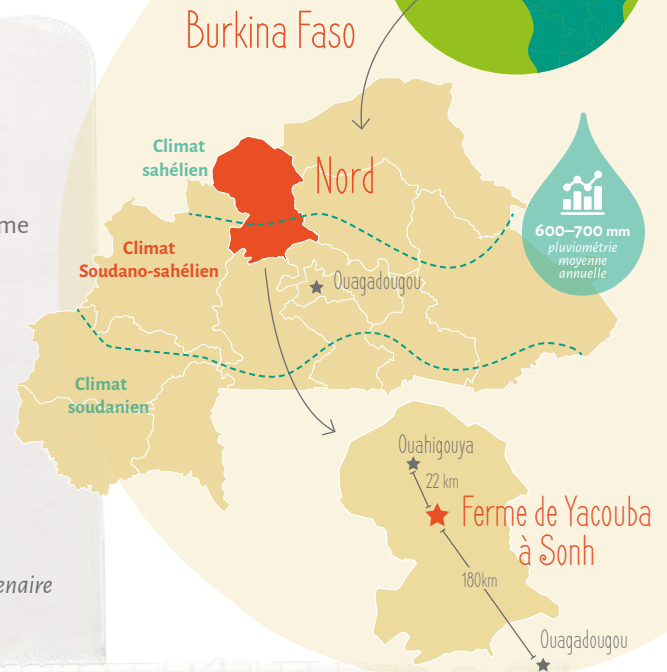 Burkina Faso
Climat
sahélien
Nord
me
600–700 mm
pluviométrie
moyenne
annuelle
Climat
Soudano-sahélien
Ouagadougou
Climat
soudanien
Ouahigouya
22 km
Ferme de Yacouba
à Sonh
180km
enaire
Ouagadougou